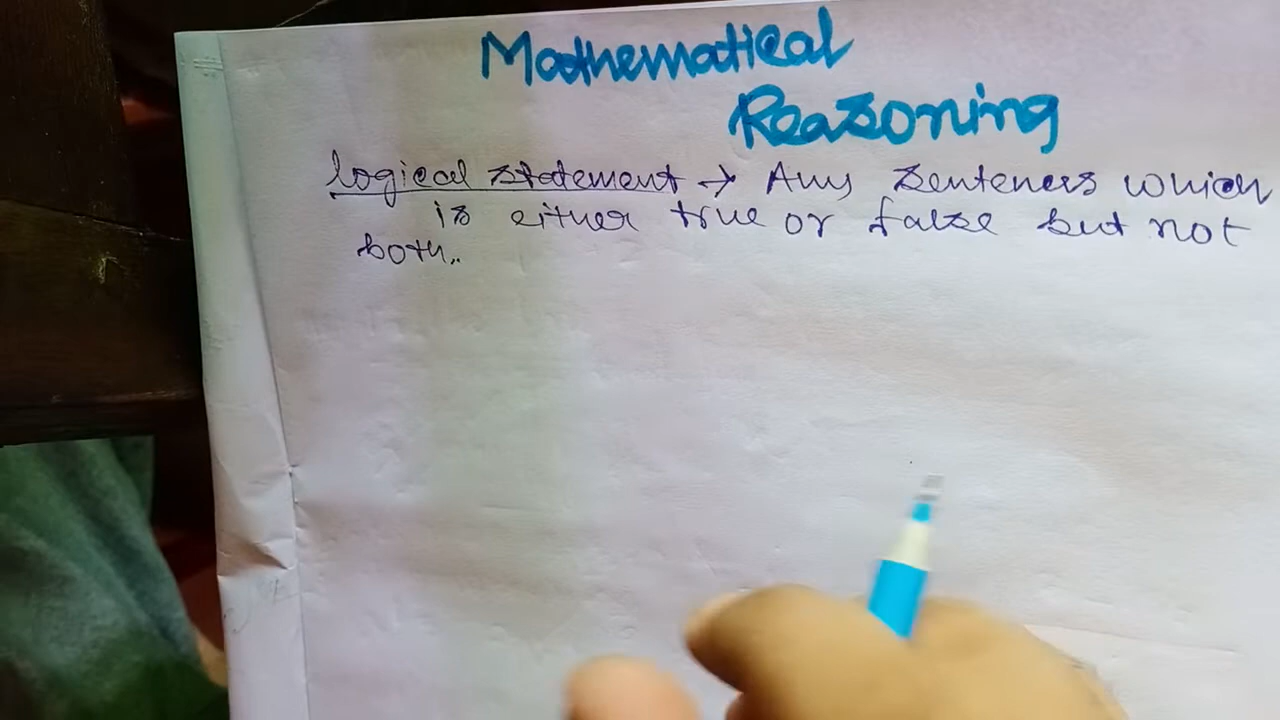 Mathematical
Reasoning
logical statement → Any sentences which
is either true or false but not
both..